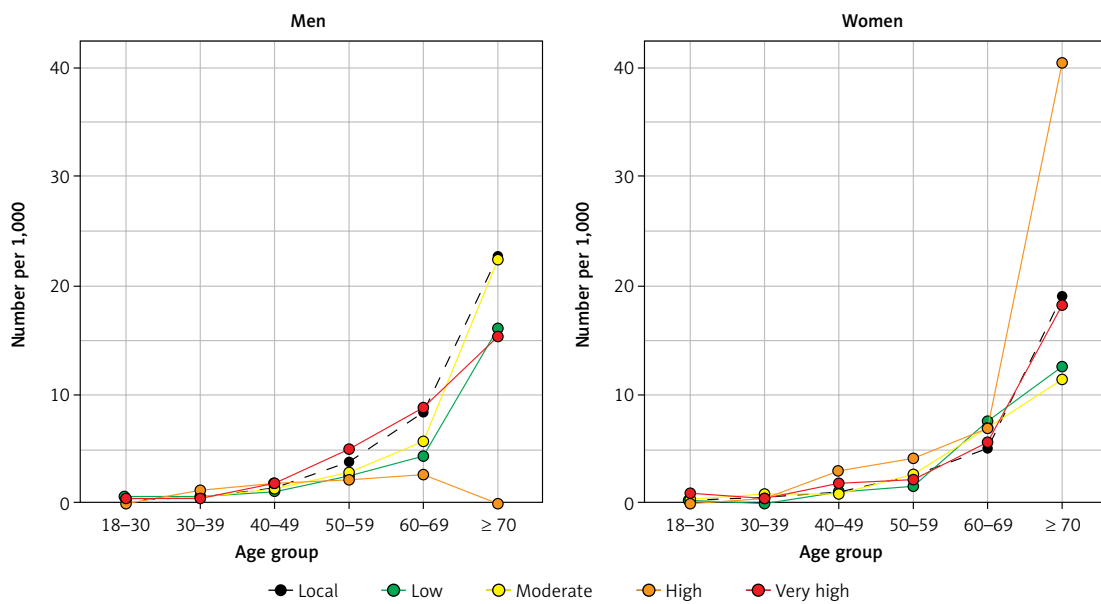 Men
Number per 1,000
40
30
20
10
0
18–30 30–39 40–49 50–59 60–69 ≥ 70
Age group
Women
Number per 1,000
40
30
20
10
0
18–30 30–39 40–49 50–59 60–69 ≥ 70
Age group
Local Low Moderate High Very high